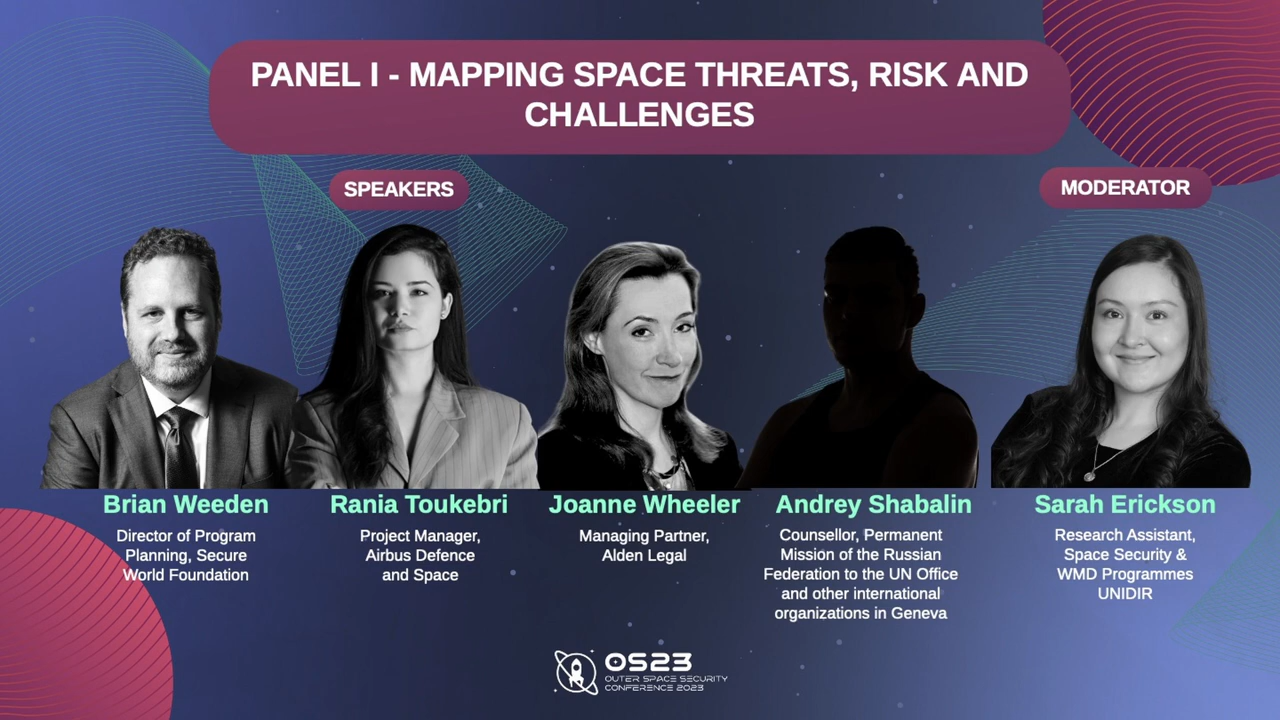 PANEL I - MAPPING SPACE THREATS, RISK AND
CHALLENGES
SPEAKERS
MODERATOR
Brian Weeden
Director of Program
Planning, Secure
World Foundation
Rania Toukebri
Project Manager,
Airbus Defence
and Space
Joanne Wheeler
Managing Partner,
Alden Legal
Andrey Shabalin
Counsellor, Permanent
Mission of the Russian
Federation to the UN Office
and other international
organizations in Geneva
Sarah Erickson
Research Assistant,
Space Security &
WMD Programmes
UNIDIR
OS23
OUTER SPACE SECURITY
CONFERENCE 2023